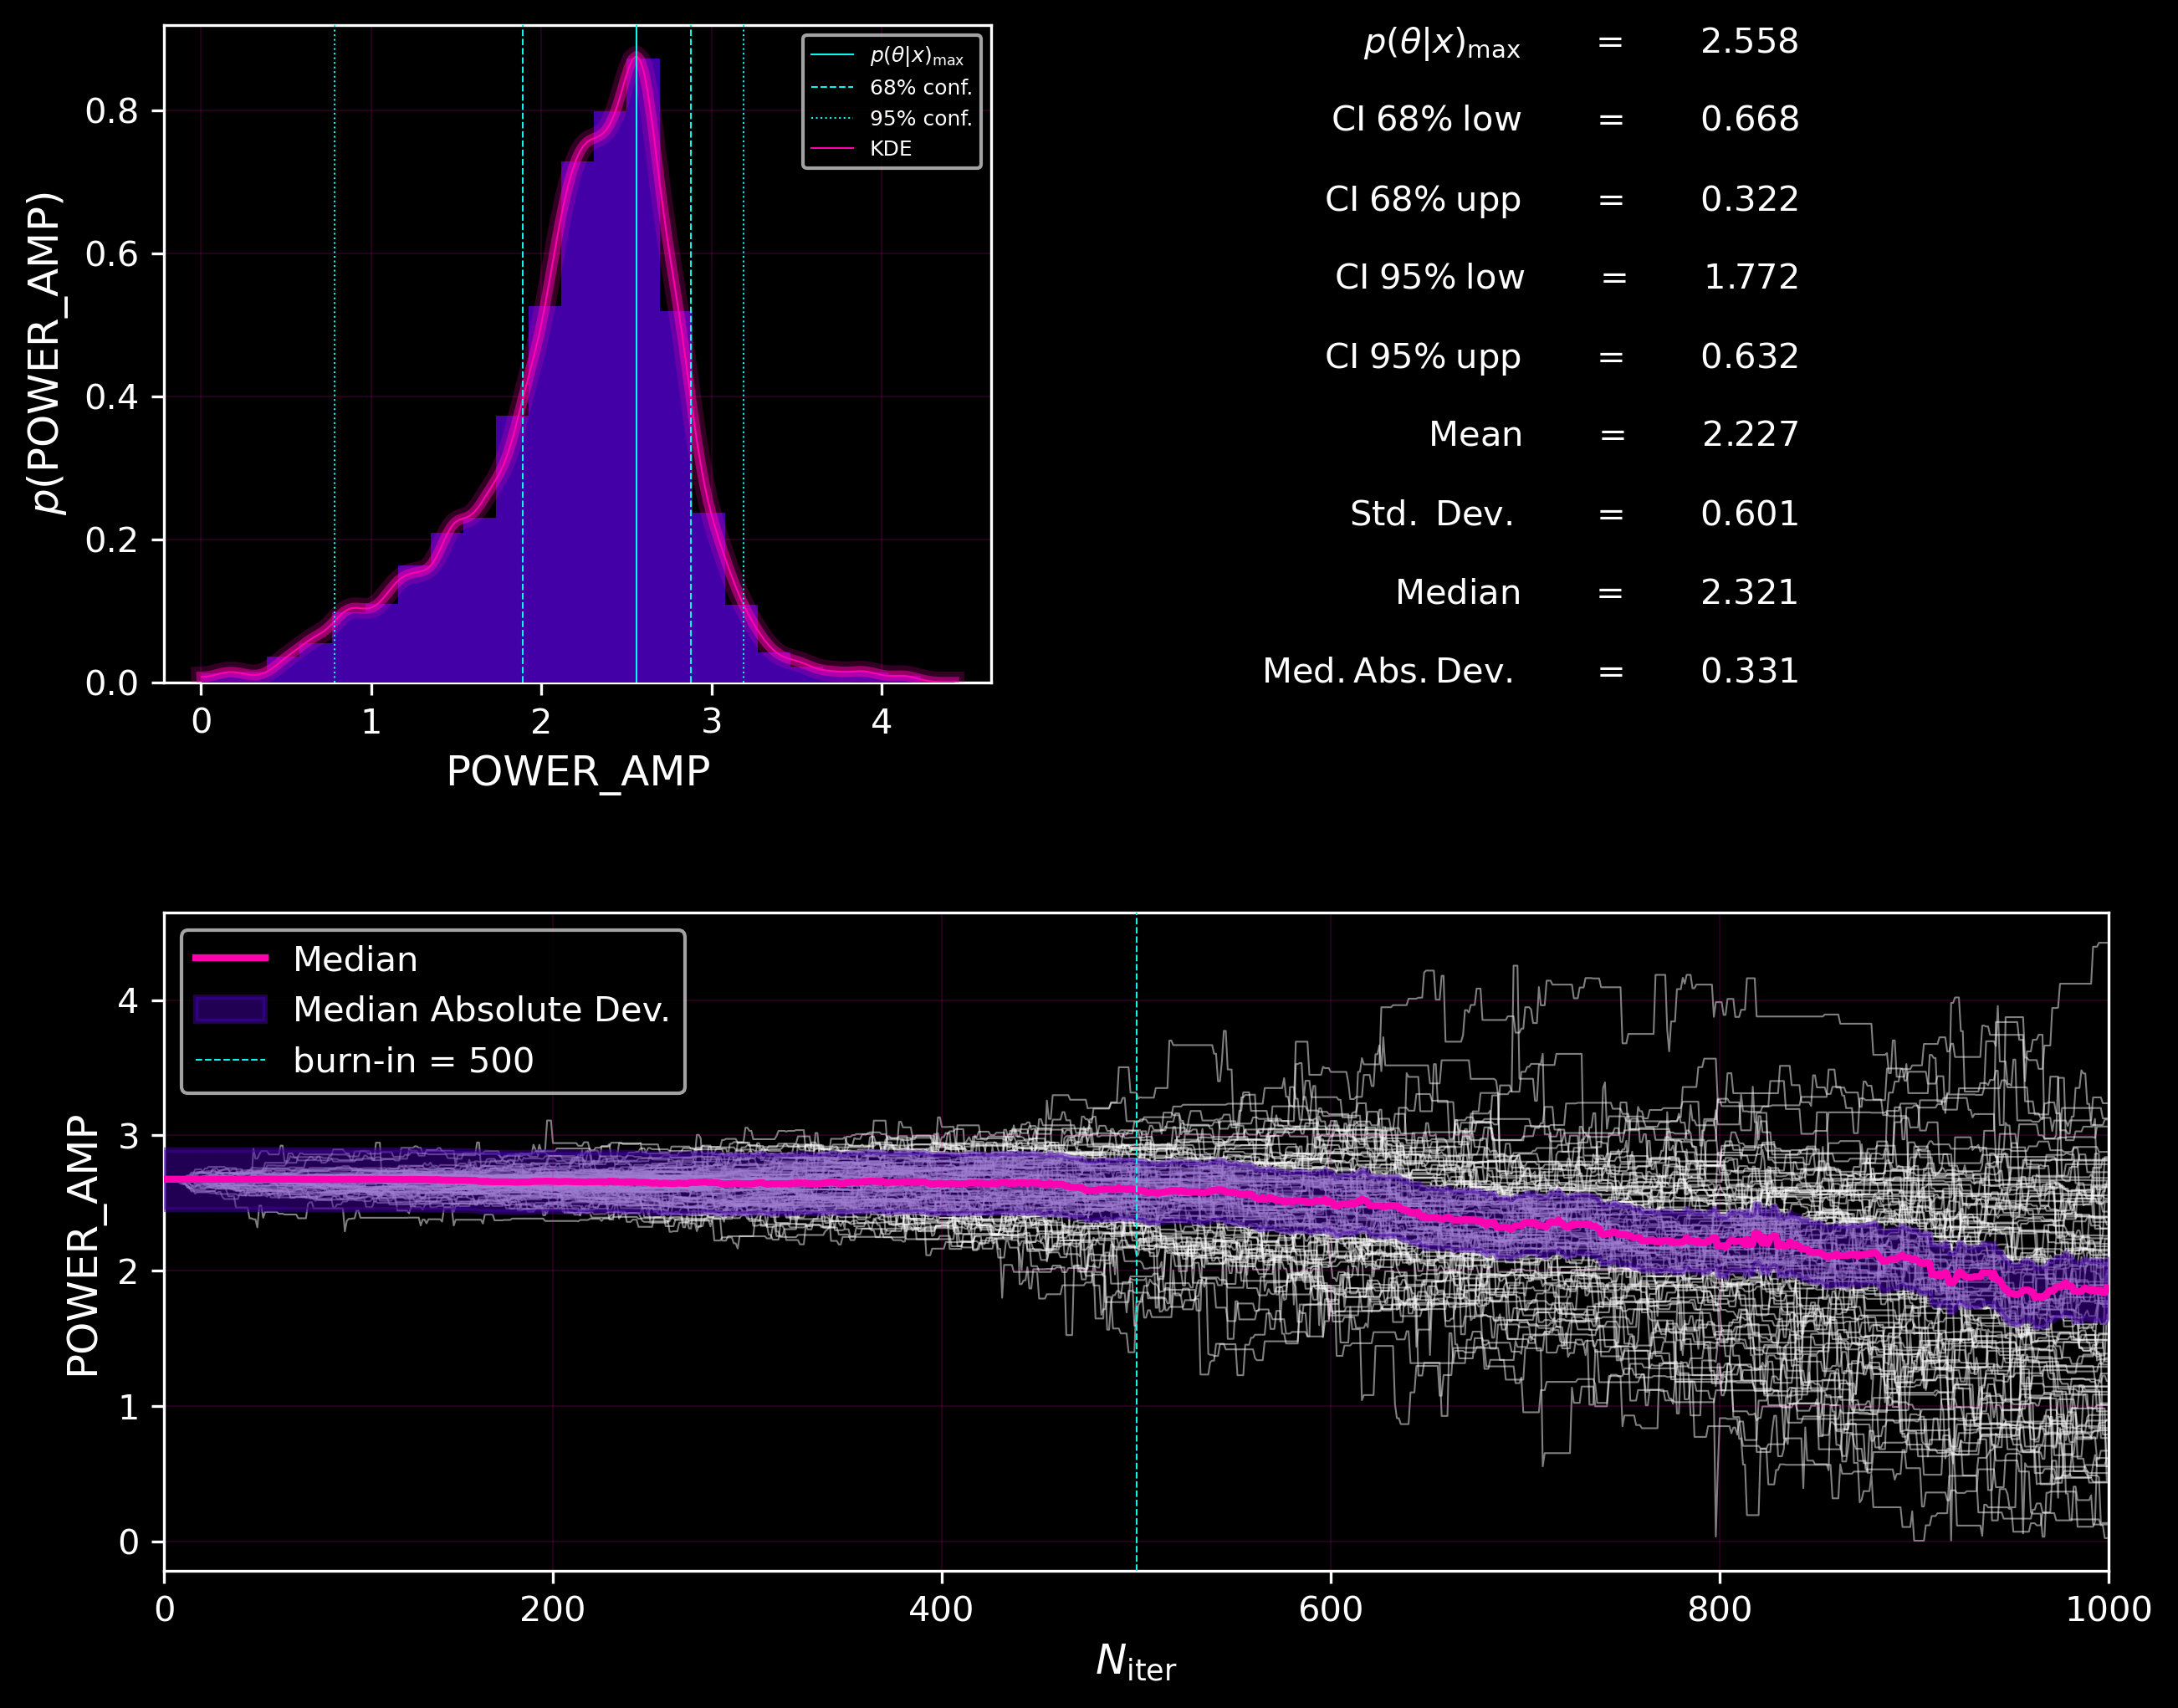 p(POWER_AMP)
0.8
0.6
0.4
0.2
0.0
0 1 2 3 4
POWER_AMP
p(θ|x)max
68% conf.
95% conf.
KDE
p(θ|x)max = 2.558
CI 68% low = 0.668
CI 68% upp = 0.322
CI 95% low = 1.772
CI 95% upp = 0.632
Mean = 2.227
Std. Dev. = 0.601
Median = 2.321
Med. Abs. Dev. = 0.331
POWER_AMP
4
3
2
1
0
Median
Median Absolute Dev.
burn-in = 500
0 200 400 600 800 1000
Niter